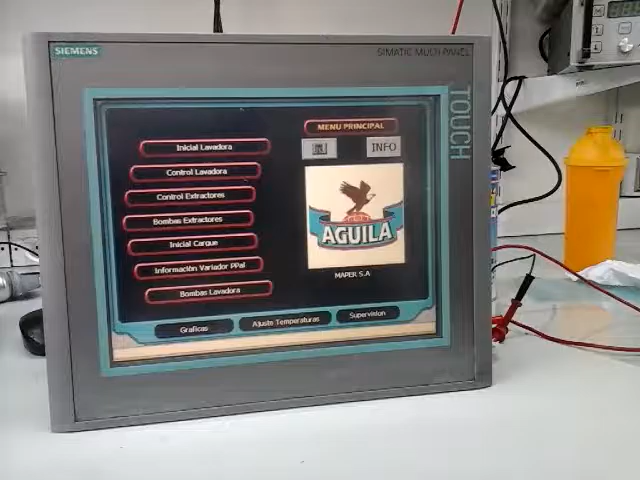 SIEMENS
SIMATIC MULTI PANEL
TOUCH
MENU PRINCIPAL
INFO
Inicial Lavadora
Control Lavadora
Control Extractores
Bombas Extractores
Inicial Cargue
Información Variador PPal
Bombas Lavadora
AGUILA
MAPER S.A
Graficas
Ajuste Temperaturas
Supervision